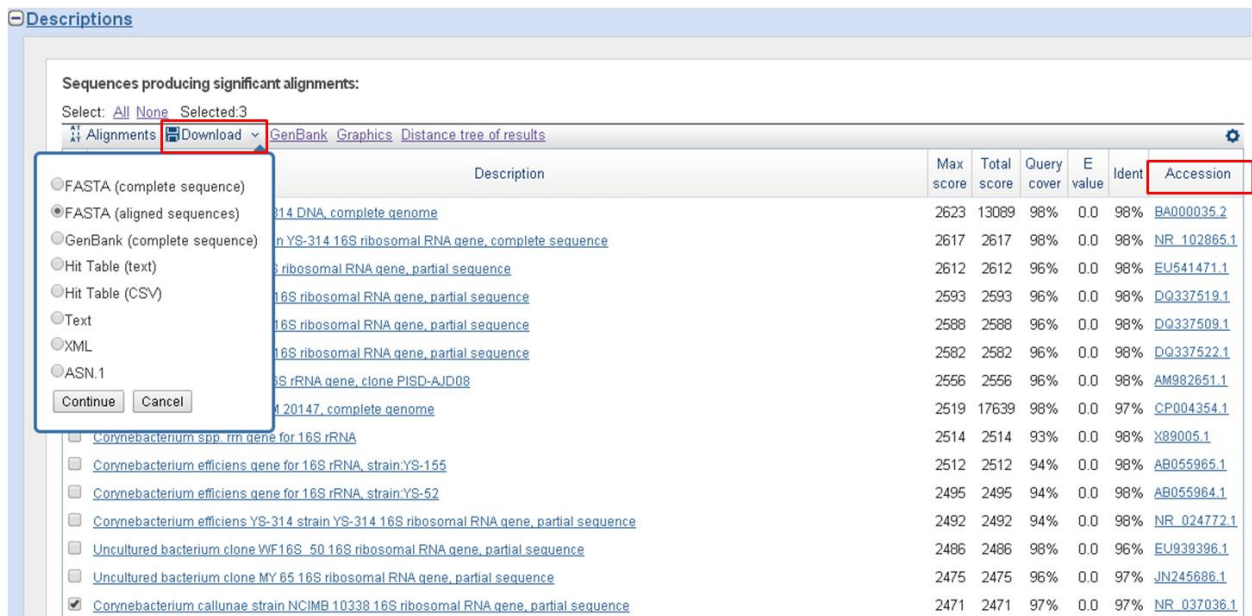 Descriptions
Sequences producing significant alignments:
Select: All None Selected:3
Alignments Download GenBank Graphics Distance tree of results
Description Max score Total score Query cover E value Ident Accession
FASTA (complete sequence)
FASTA (aligned sequences)
GenBank (complete sequence)
Hit Table (text)
Hit Table (CSV)
Text
XML
ASN.1
Continue Cancel
314 DNA, complete genome 2623 13089 98% 0.0 98% BA000035.2
n YS-314 16S ribosomal RNA gene, complete sequence 2617 2617 98% 0.0 98% NR_102865.1
ribosomal RNA gene, partial sequence 2612 2612 96% 0.0 98% EU541471.1
16S ribosomal RNA gene, partial sequence 2593 2593 96% 0.0 98% DQ337519.1
16S ribosomal RNA gene, partial sequence 2588 2588 96% 0.0 98% DQ337509.1
16S ribosomal RNA gene, partial sequence 2582 2582 96% 0.0 98% DQ337522.1
6S rRNA gene, clone PISD-AJD08 2556 2556 96% 0.0 98% AM982651.1
20147, complete genome 2519 17639 98% 0.0 97% CP004354.1
Corynebacterium spp. rrn gene for 16S rRNA 2514 2514 93% 0.0 98% X89005.1
Corynebacterium efficiens gene for 16S rRNA, strain:YS-155 2512 2512 94% 0.0 98% AB055965.1
Corynebacterium efficiens gene for 16S rRNA, strain:YS-52 2495 2495 94% 0.0 98% AB055964.1
Corynebacterium efficiens YS-314 strain YS-314 16S ribosomal RNA gene, partial sequence 2492 2492 94% 0.0 98% NR_024772.1
Uncultured bacterium clone WF16S_50 16S ribosomal RNA gene, partial sequence 2486 2486 98% 0.0 96% EU939396.1
Uncultured bacterium clone MY 65 16S ribosomal RNA gene, partial sequence 2475 2475 96% 0.0 97% JN245686.1
Corynebacterium callunae strain NCIMB 10338 16S ribosomal RNA gene, partial sequence 2471 2471 97% 0.0 97% NR_037036.1